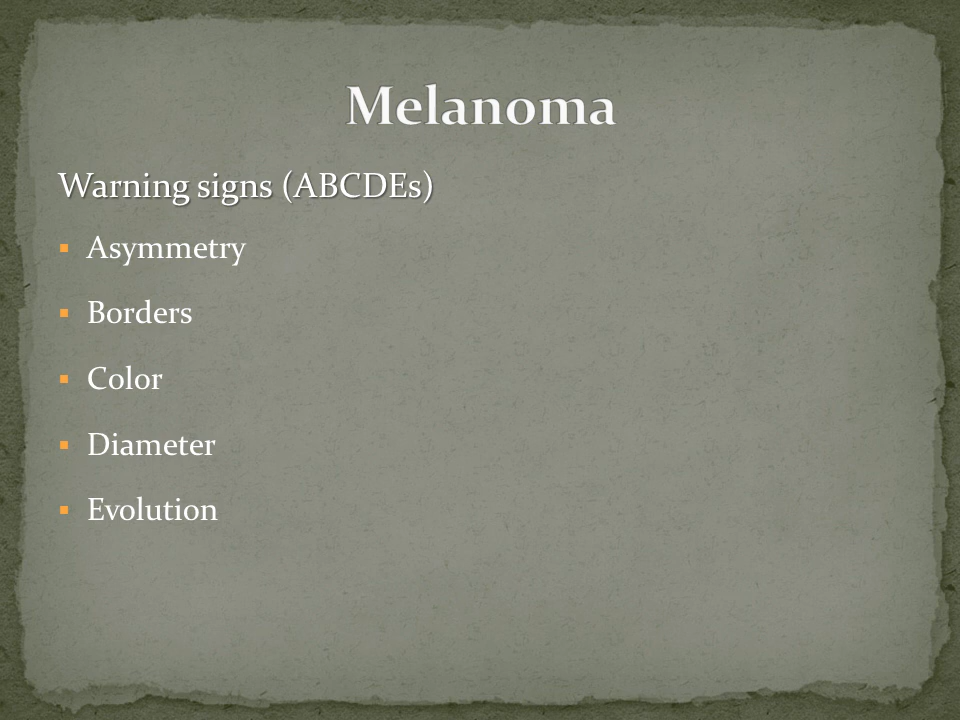 Melanoma
Warning signs (ABCDEs)
▪ Asymmetry
▪ Borders
▪ Color
▪ Diameter
▪ Evolution